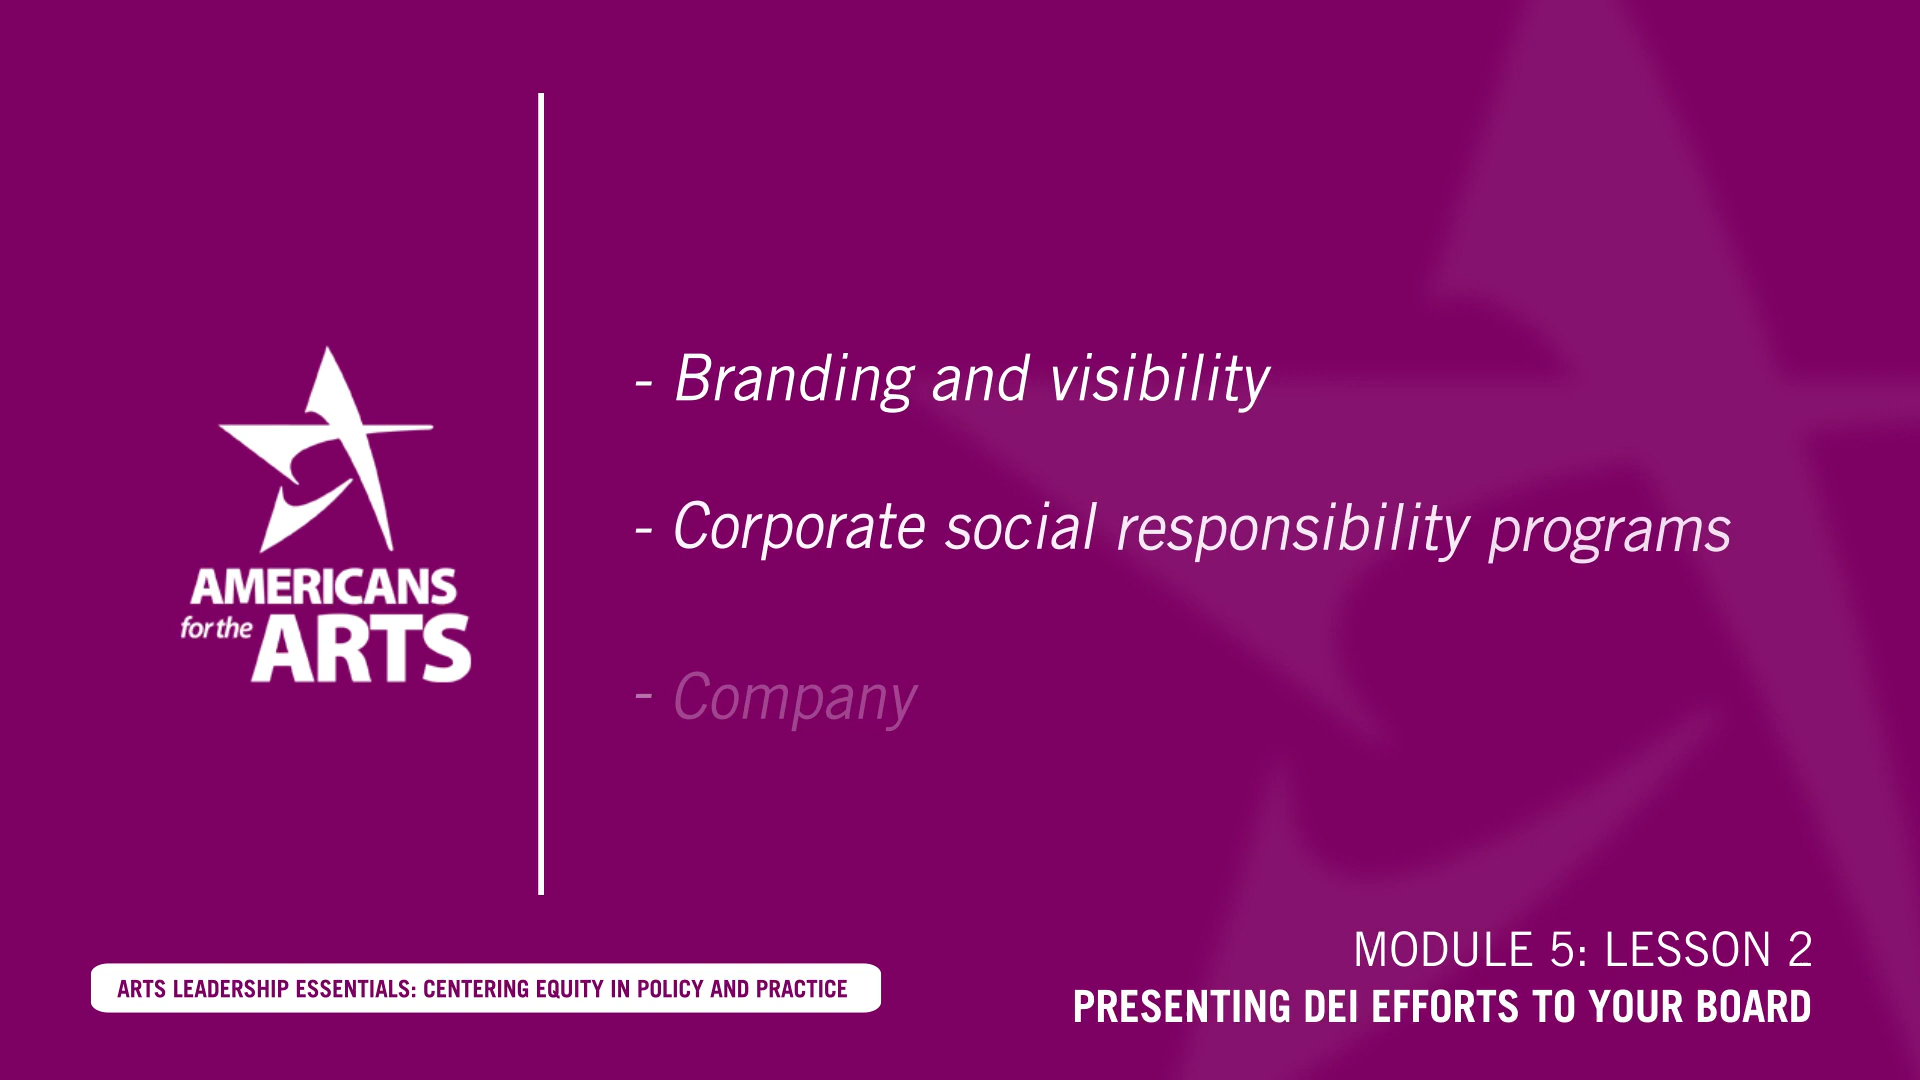 AMERICANS
for the ARTS
- Branding and visibility
- Corporate social responsibility programs
- Company
ARTS LEADERSHIP ESSENTIALS: CENTERING EQUITY IN POLICY AND PRACTICE
MODULE 5: LESSON 2
PRESENTING DEI EFFORTS TO YOUR BOARD